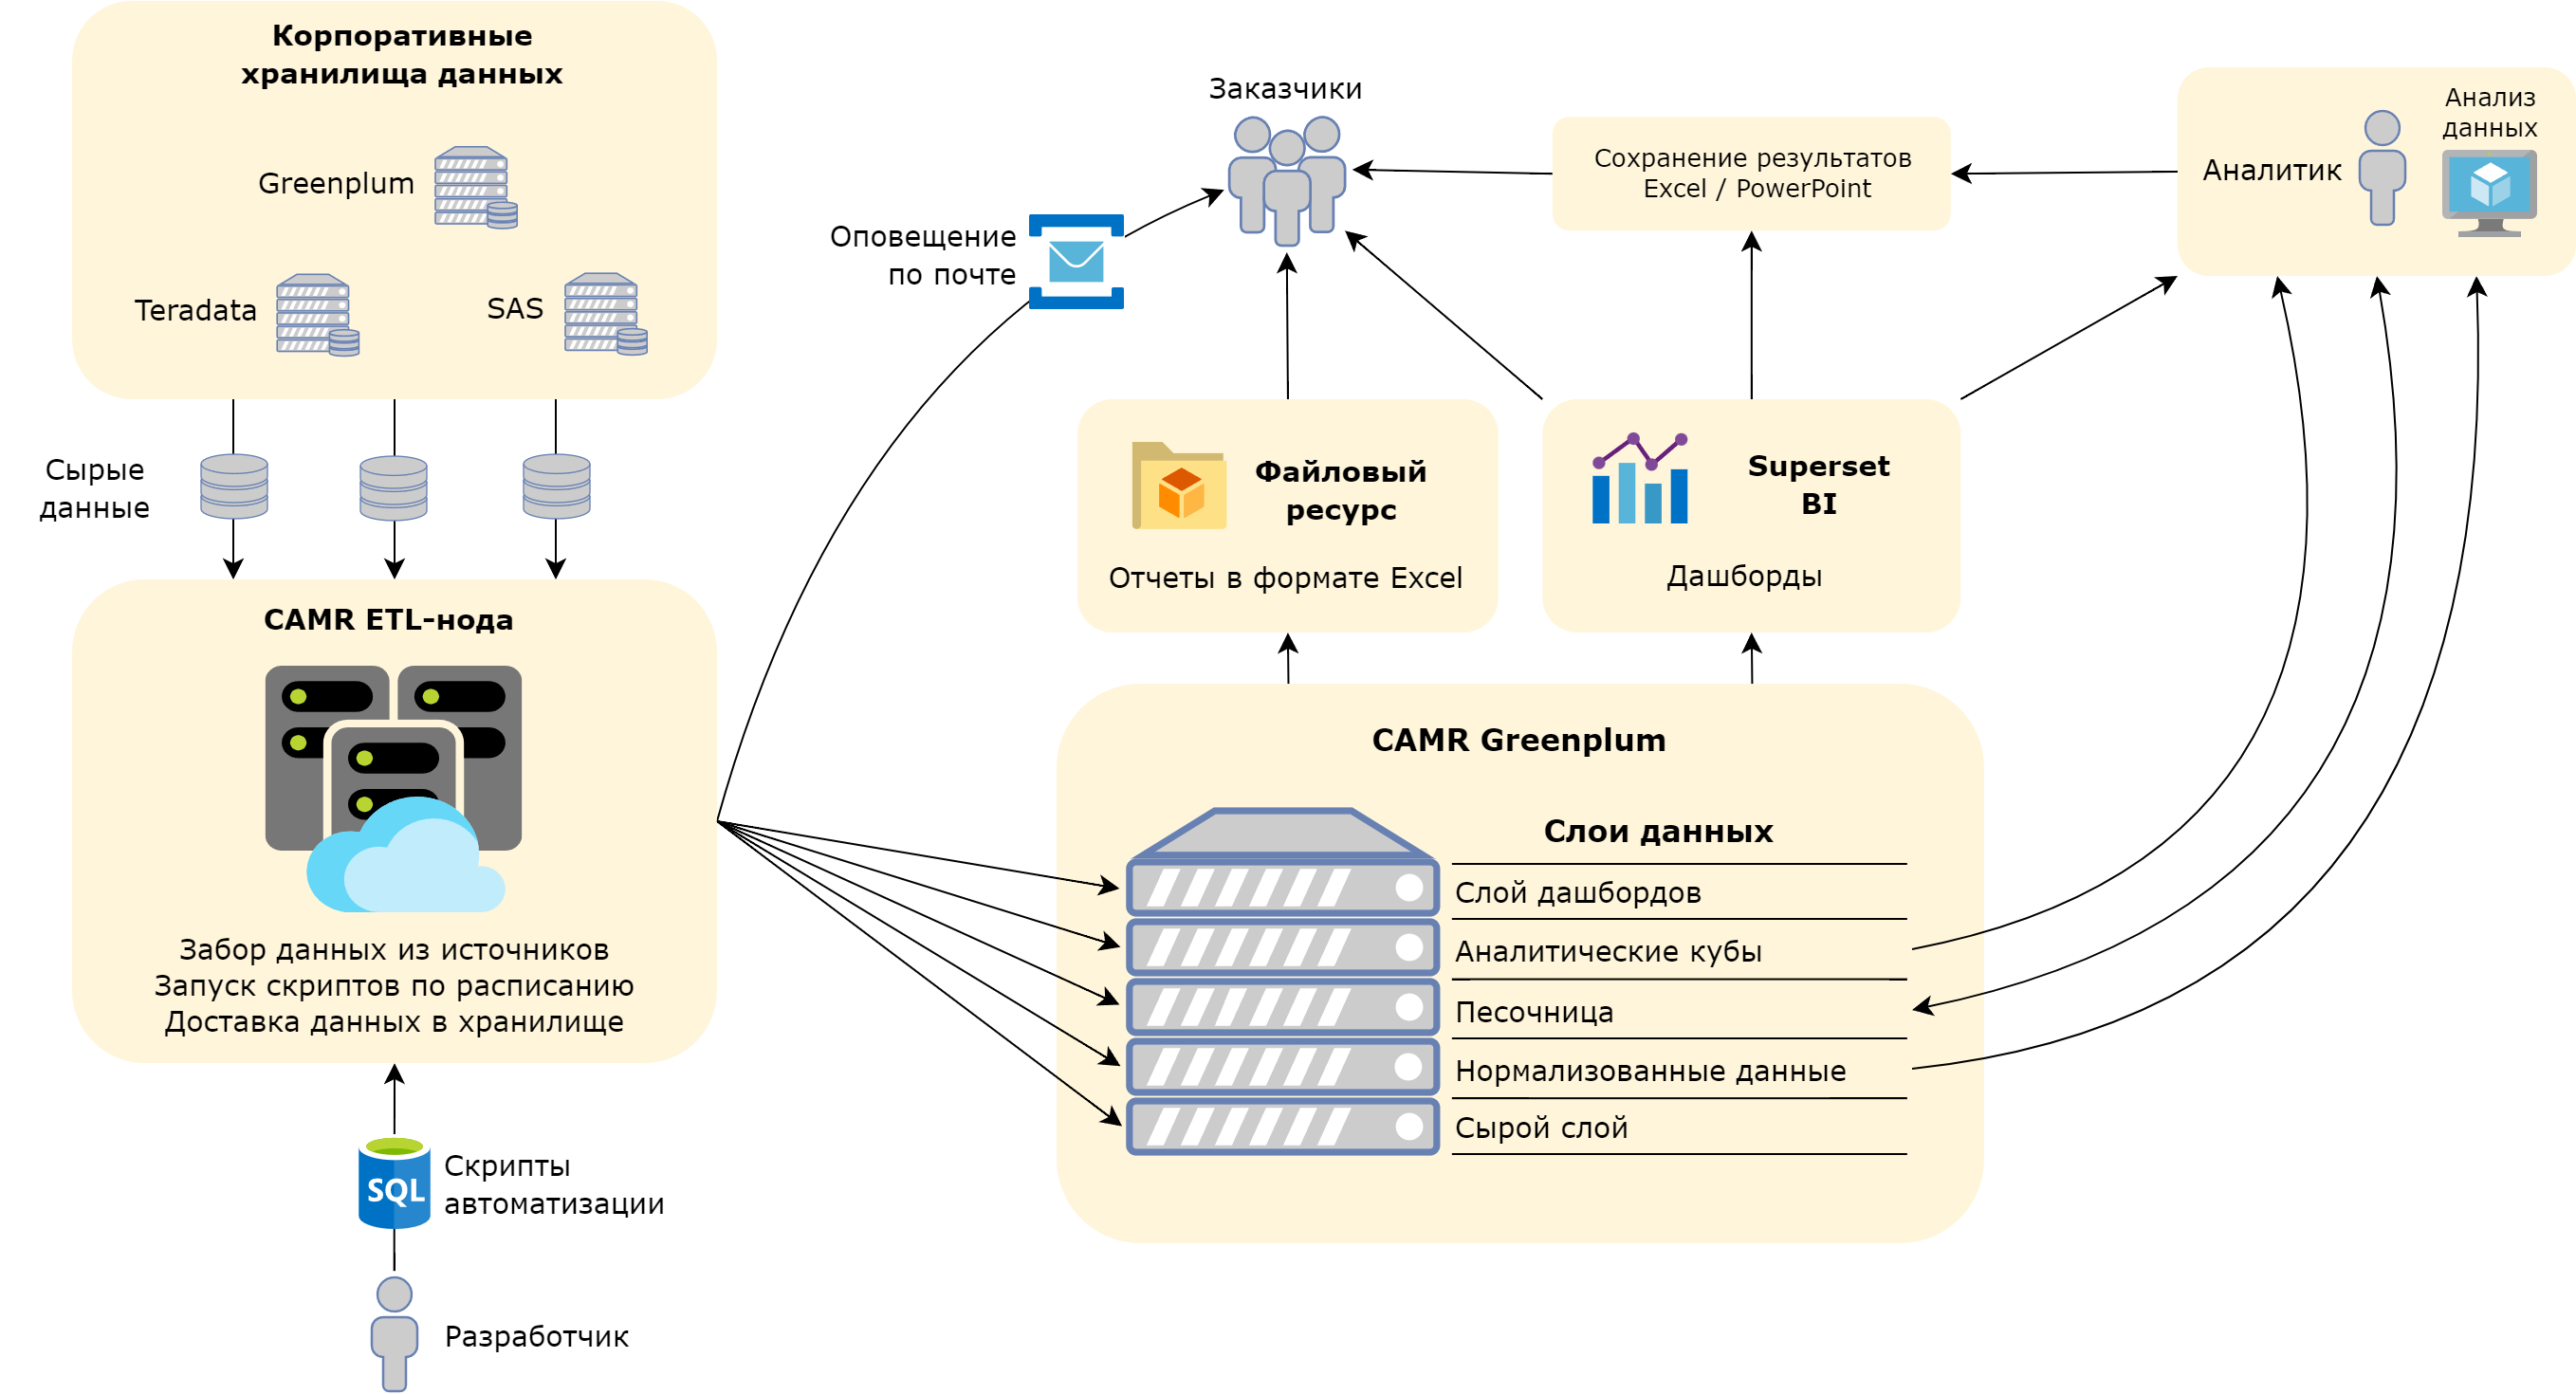 Корпоративные
хранилища данных
Greenplum
Teradata
SAS
Сырые
данные
CAMR ETL-нода
Забор данных из источников
Запуск скриптов по расписанию
Доставка данных в хранилище
SQL
Скрипты
автоматизации
Разработчик
Оповещение
по почте
Заказчики
Сохранение результатов
Excel / PowerPoint
Аналитик
Анализ
данных
Файловый
ресурс
Отчеты в формате Excel
Superset
BI
Дашборды
CAMR Greenplum
Слои данных
Слой дашбордов
Аналитические кубы
Песочница
Нормализованные данные
Сырой слой